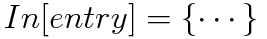 In[entry] = {···}